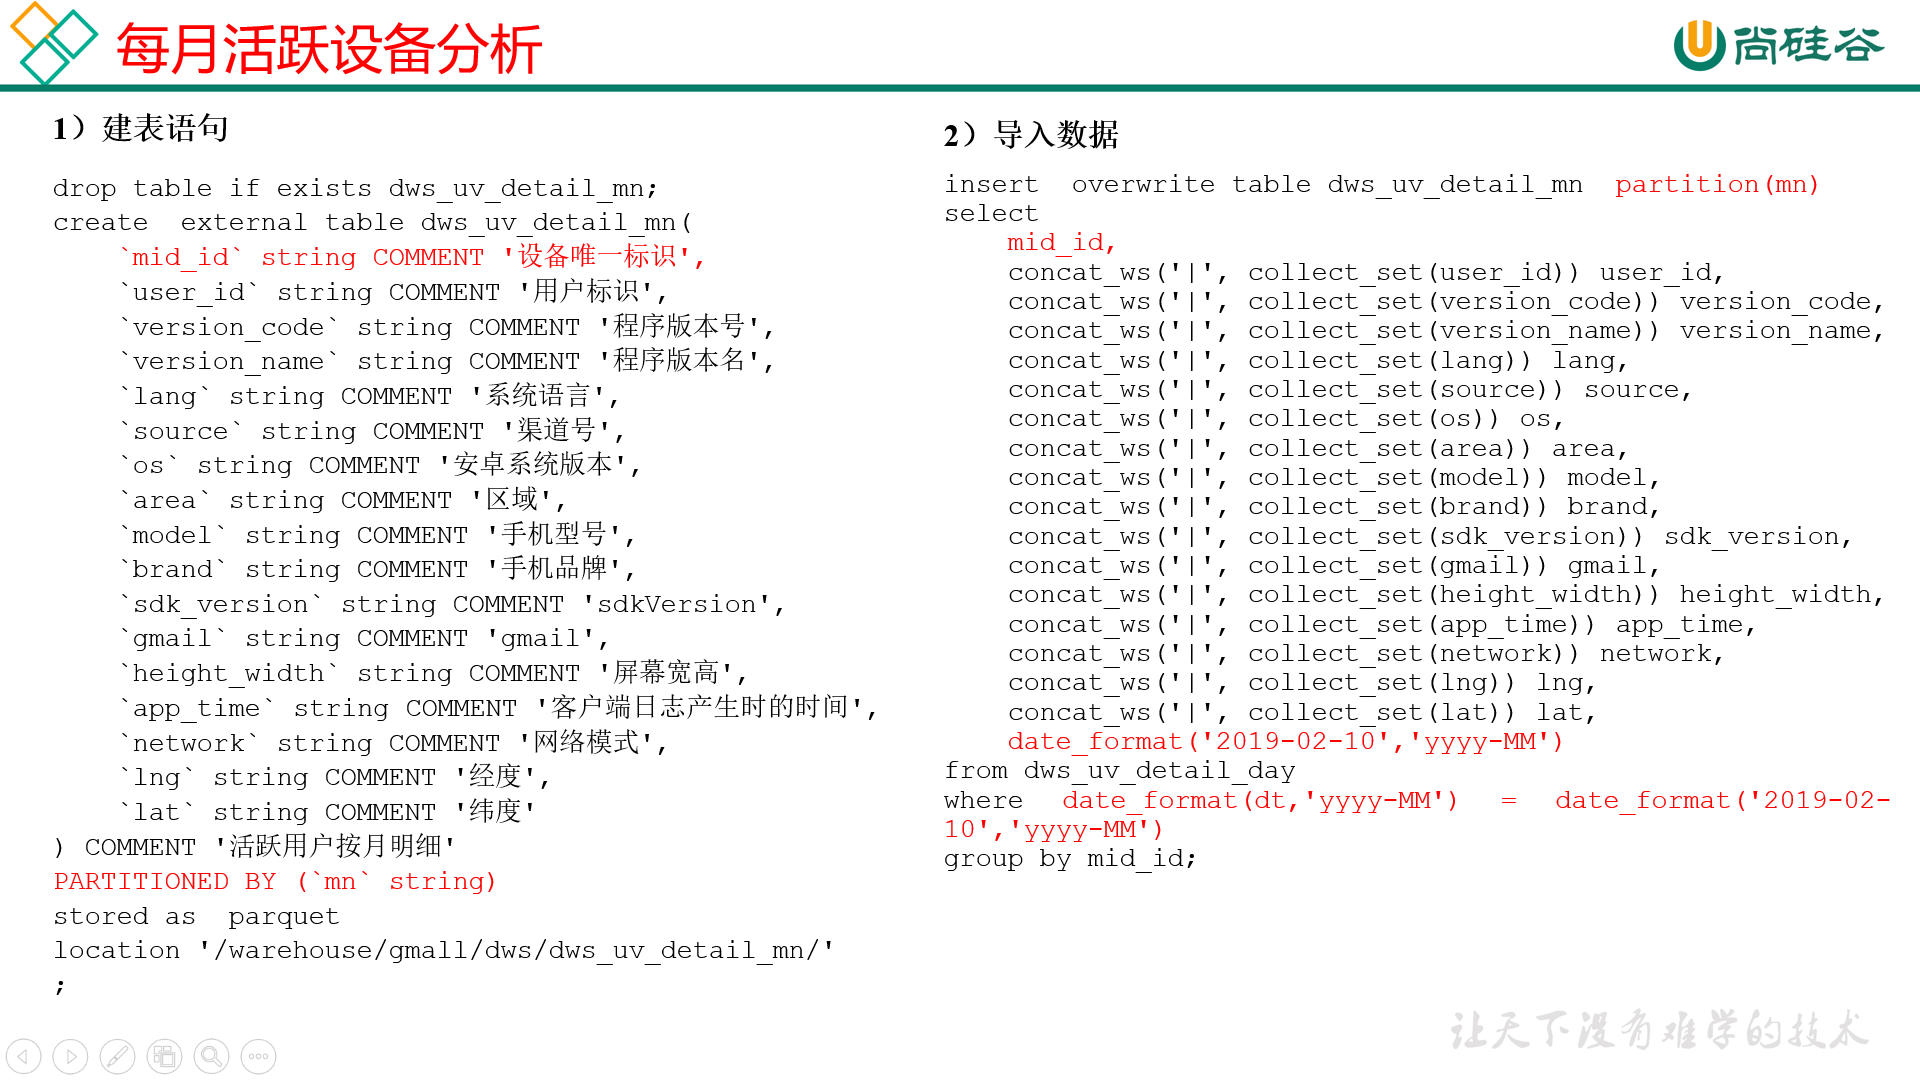 每月活跃设备分析
尚硅谷
1）建表语句
drop table if exists dws_uv_detail_mn;
create  external table dws_uv_detail_mn(
    `mid_id` string COMMENT '设备唯一标识',
    `user_id` string COMMENT '用户标识',
    `version_code` string COMMENT '程序版本号',
    `version_name` string COMMENT '程序版本名',
    `lang` string COMMENT '系统语言',
    `source` string COMMENT '渠道号',
    `os` string COMMENT '安卓系统版本',
    `area` string COMMENT '区域',
    `model` string COMMENT '手机型号',
    `brand` string COMMENT '手机品牌',
    `sdk_version` string COMMENT 'sdkVersion',
    `gmail` string COMMENT 'gmail',
    `height_width` string COMMENT '屏幕宽高',
    `app_time` string COMMENT '客户端日志产生时的时间',
    `network` string COMMENT '网络模式',
    `lng` string COMMENT '经度',
    `lat` string COMMENT '纬度'
) COMMENT '活跃用户按月明细'
PARTITIONED BY (`mn` string)
stored as  parquet
location '/warehouse/gmall/dws/dws_uv_detail_mn/'
;
2）导入数据
insert  overwrite table dws_uv_detail_mn  partition(mn)
select
    mid_id,
    concat_ws('|', collect_set(user_id)) user_id,
    concat_ws('|', collect_set(version_code)) version_code,
    concat_ws('|', collect_set(version_name)) version_name,
    concat_ws('|', collect_set(lang)) lang,
    concat_ws('|', collect_set(source)) source,
    concat_ws('|', collect_set(os)) os,
    concat_ws('|', collect_set(area)) area,
    concat_ws('|', collect_set(model)) model,
    concat_ws('|', collect_set(brand)) brand,
    concat_ws('|', collect_set(sdk_version)) sdk_version,
    concat_ws('|', collect_set(gmail)) gmail,
    concat_ws('|', collect_set(height_width)) height_width,
    concat_ws('|', collect_set(app_time)) app_time,
    concat_ws('|', collect_set(network)) network,
    concat_ws('|', collect_set(lng)) lng,
    concat_ws('|', collect_set(lat)) lat,
    date_format('2019-02-10','yyyy-MM')
from dws_uv_detail_day
where  date_format(dt,'yyyy-MM')  =  date_format('2019-02-
10','yyyy-MM')
group by mid_id;
让天下没有难学的技术